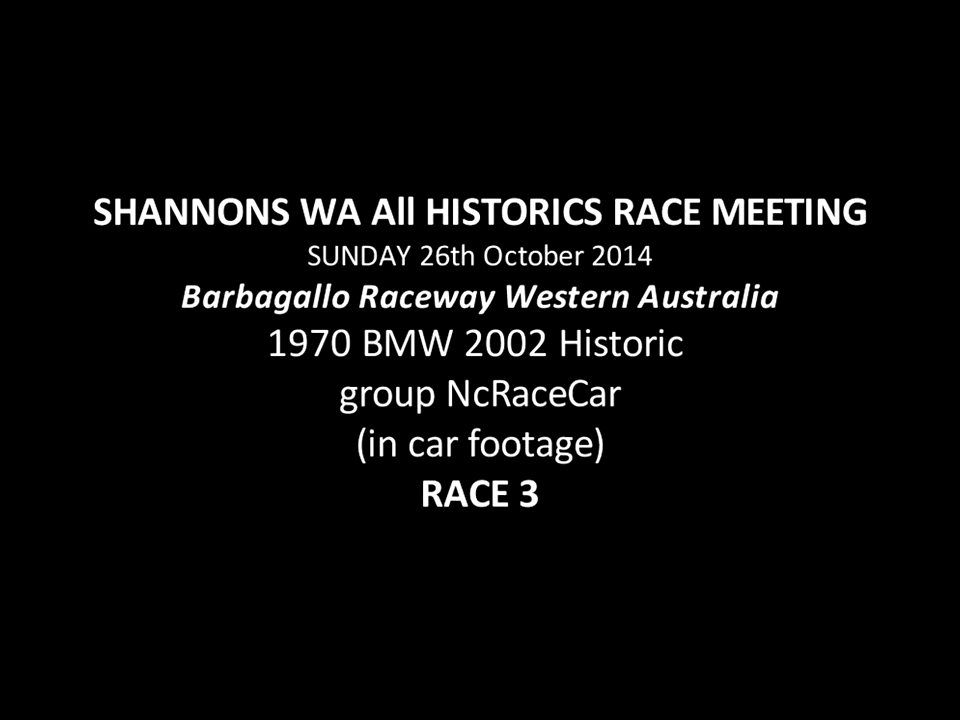 SHANNONS WA All HISTORICS RACE MEETING
SUNDAY 26th October 2014
Barbagallo Raceway Western Australia
1970 BMW 2002 Historic
group NcRaceCar
(in car footage)
RACE 3